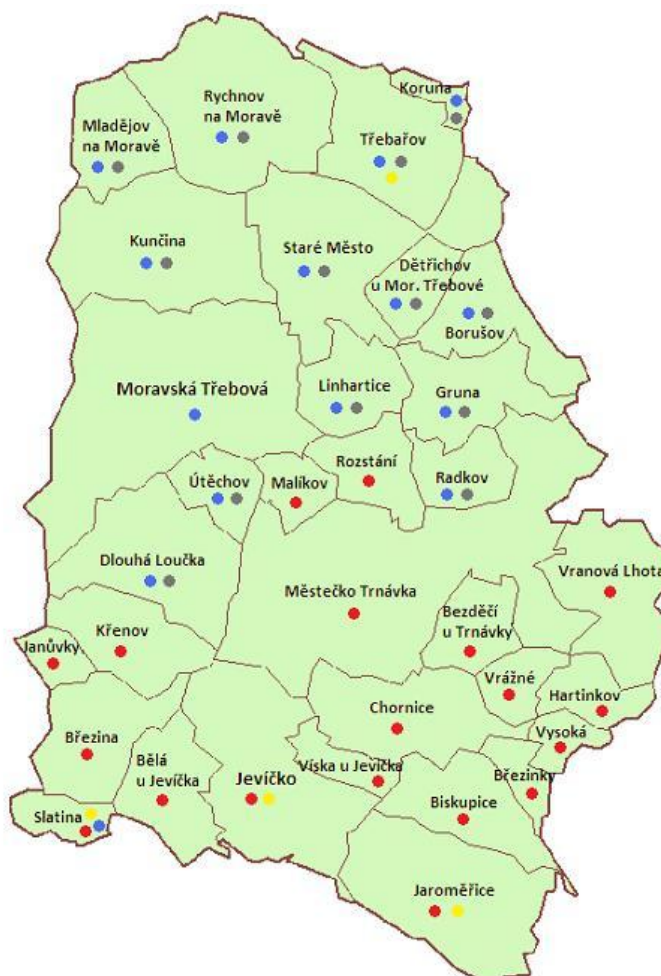 Koruna
Rychnov
na Moravě
Mladějov
na Moravě
Třebařov
Kunčina
Staré Město
Dětřichov
u Mor. Třebové
Borušov
Moravská Třebová
Linhartice
Gruna
Rozstání
Útěchov
Malíkov
Radkov
Dlouhá Loučka
Vranová Lhota
Městečko Trnávka
Bezděčí
u Trnávky
Křenov
Janůvky
Vrážné
Hartinkov
Chornice
Vysoká
Březina
Bělá
u Jevíčka
Jevíčko
Víska u Jevíčka
Březinky
Biskupice
Slatina
Jaroměřice